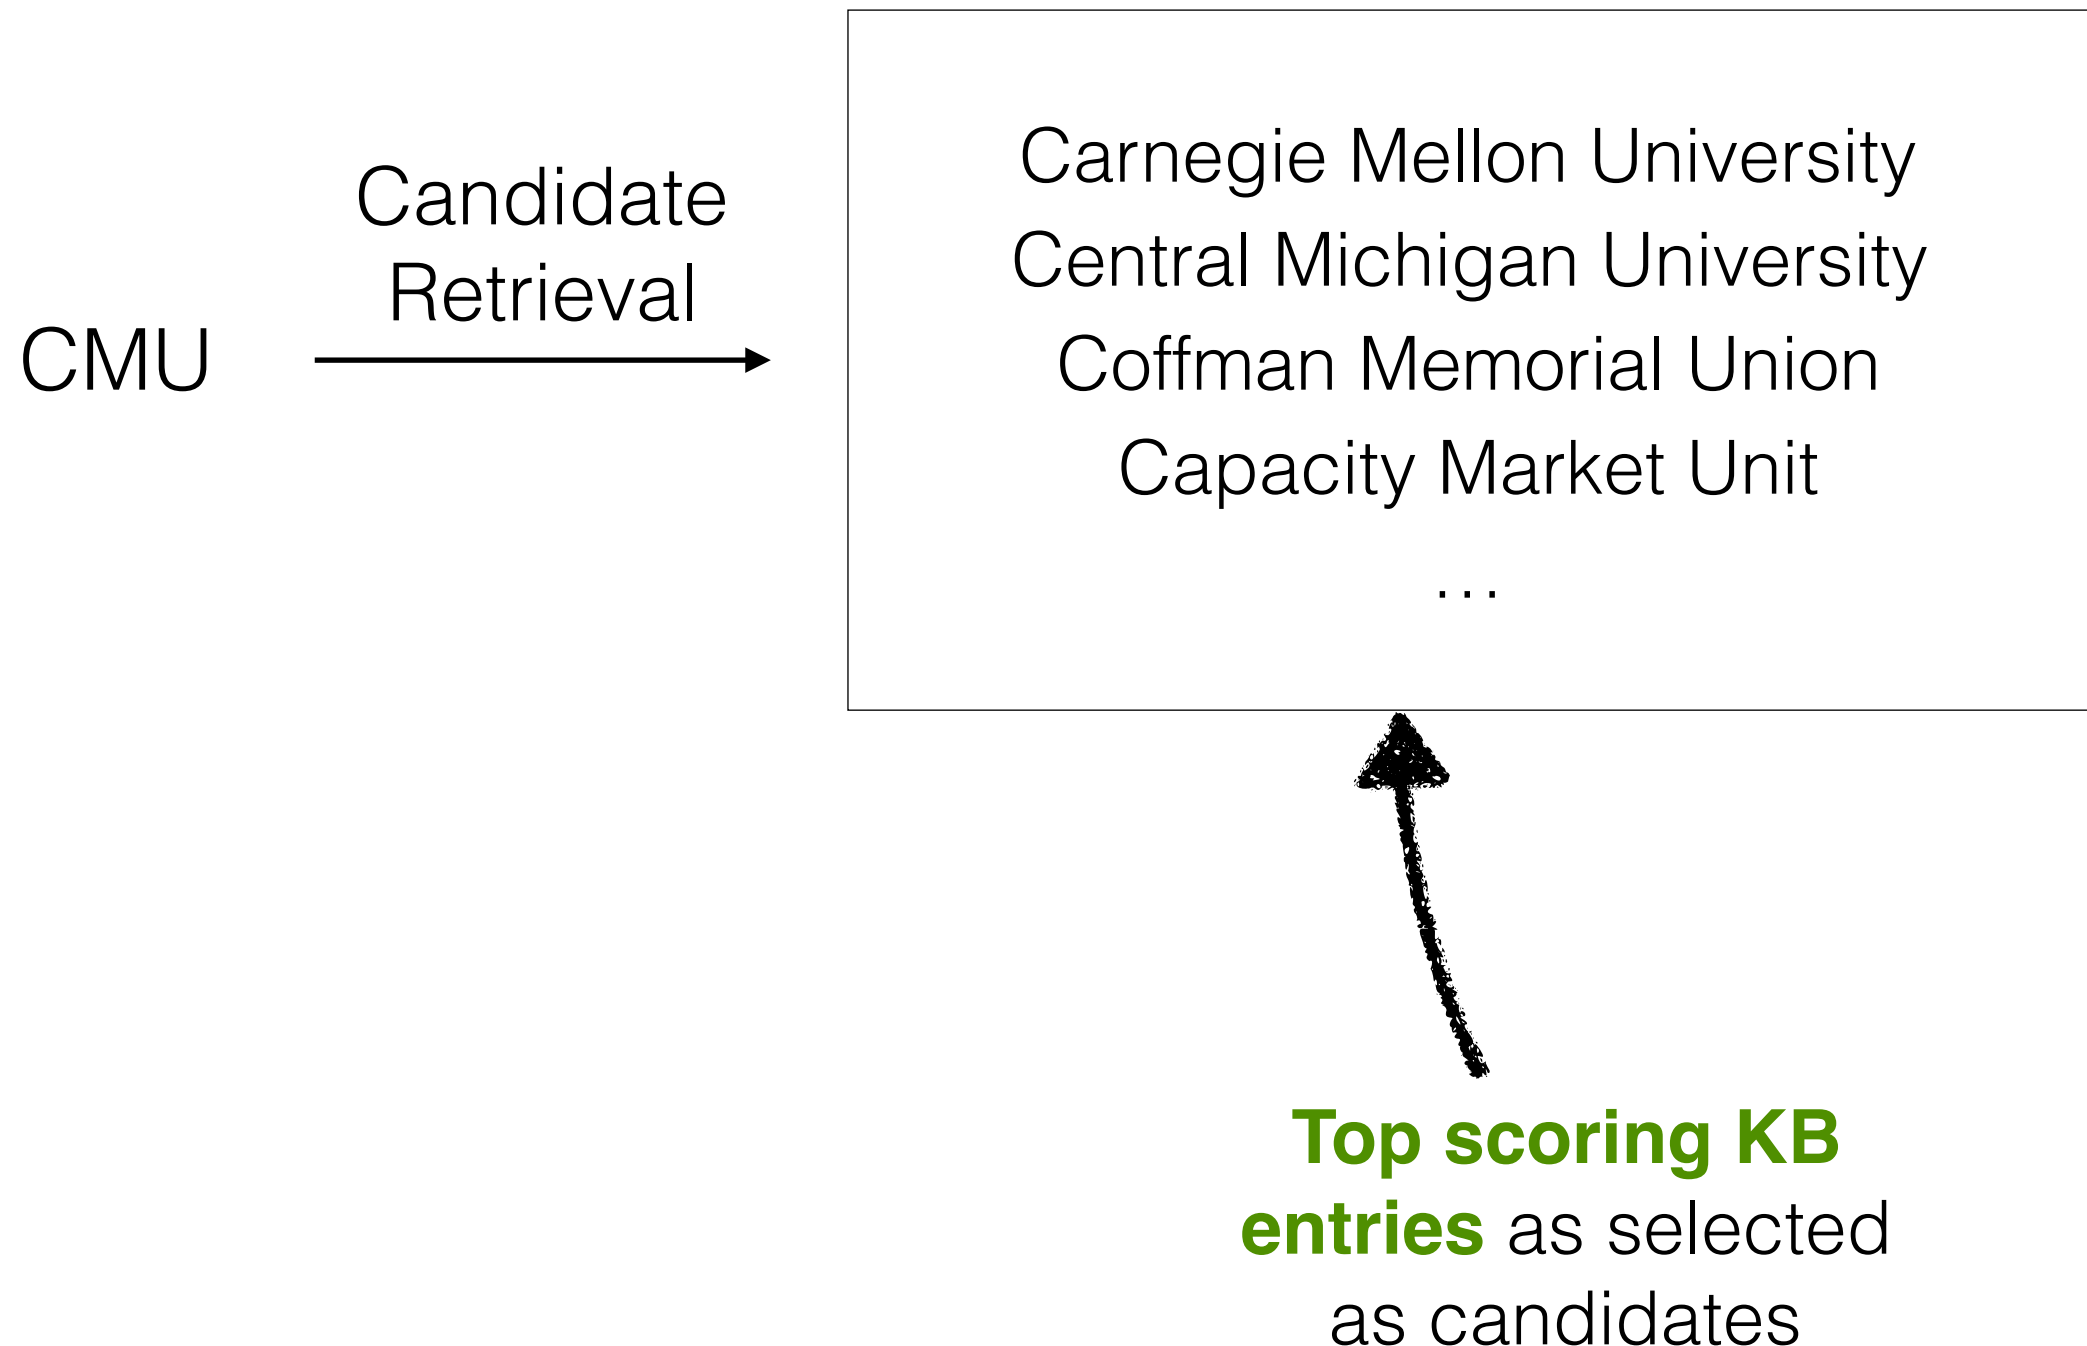 CMU
Candidate
Retrieval
Carnegie Mellon University
Central Michigan University
Coffman Memorial Union
Capacity Market Unit
...
Top scoring KB
entries as selected
as candidates